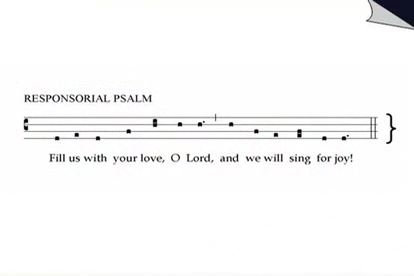 RESPONSORIAL PSALM
Fill us with your love, O Lord, and we will sing for joy!